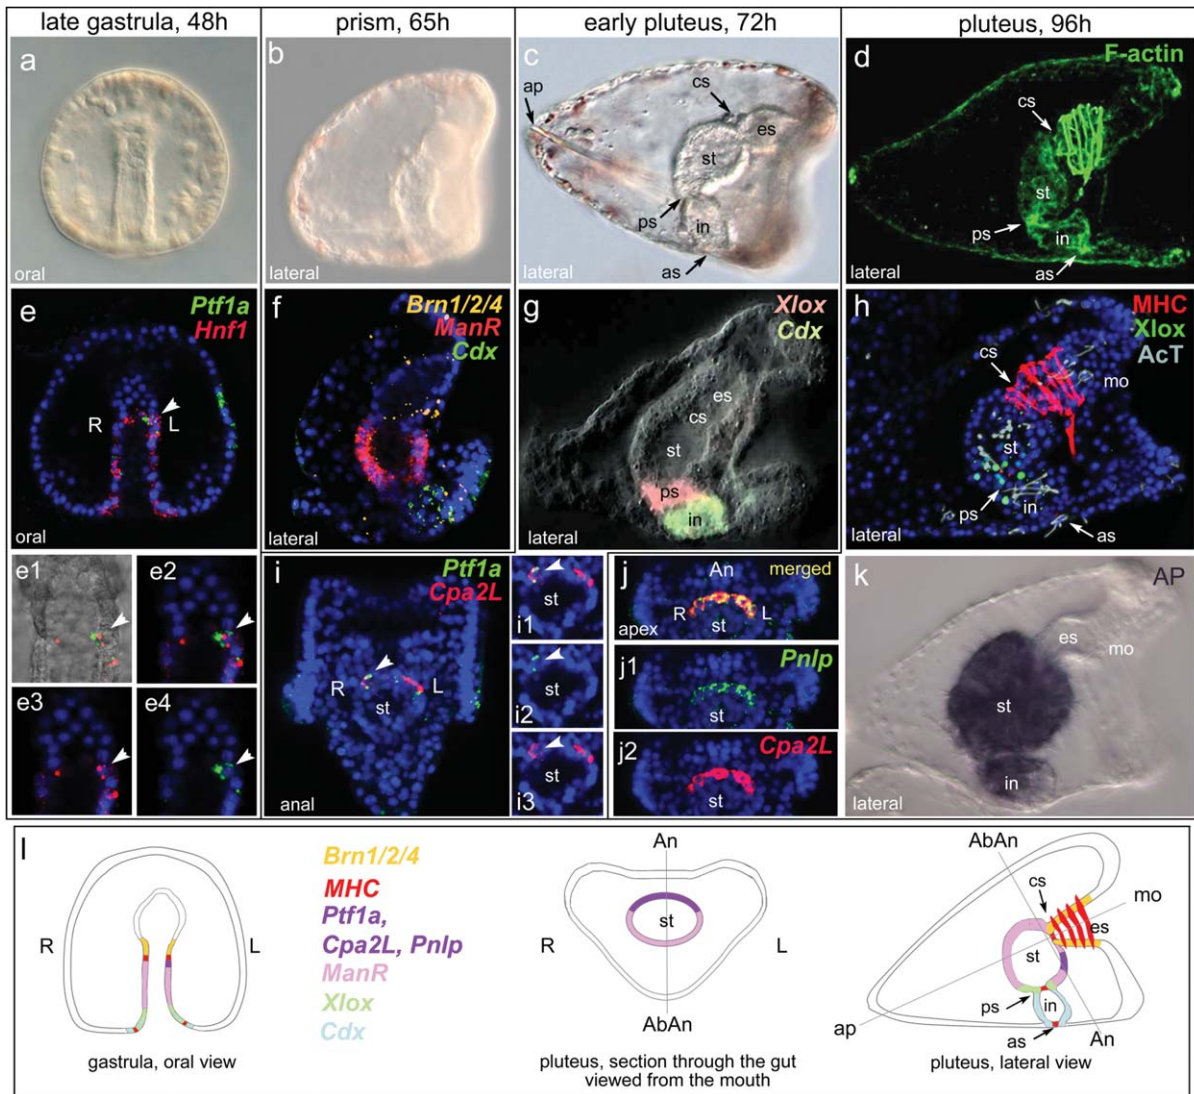 late gastrula, 48h
prism, 65h
early pluteus, 72h
pluteus, 96h
a
oral
b
lateral
c
ap
cs
es
st
ps
in
as
lateral
d
F-actin
cs
st
ps
in
as
lateral
e
Ptf1a
Hnf1
R
L
oral
f
Brn1/2/4
ManR
Cdx
lateral
g
Xlox
Cdx
es
cs
st
ps
in
lateral
h
MHC
Xlox
AcT
cs
mo
st
ps
in
as
lateral
e1
e2
e3
e4
i
Ptf1a
Cpa2L
R
L
st
anal
st
i1
st
i2
st
i3
j
An
merged
R
L
st
apex
j1
Pnlp
st
j2
Cpa2L
st
k
AP
es
mo
st
in
lateral
l
R
L
gastrula, oral view
Brn1/2/4
MHC
Ptf1a,
Cpa2L, Pnlp
ManR
Xlox
Cdx
An
st
R
L
AbAn
pluteus, section through the gut
viewed from the mouth
AbAn
cs
mo
es
st
ps
in
ap
as
An
pluteus, lateral view